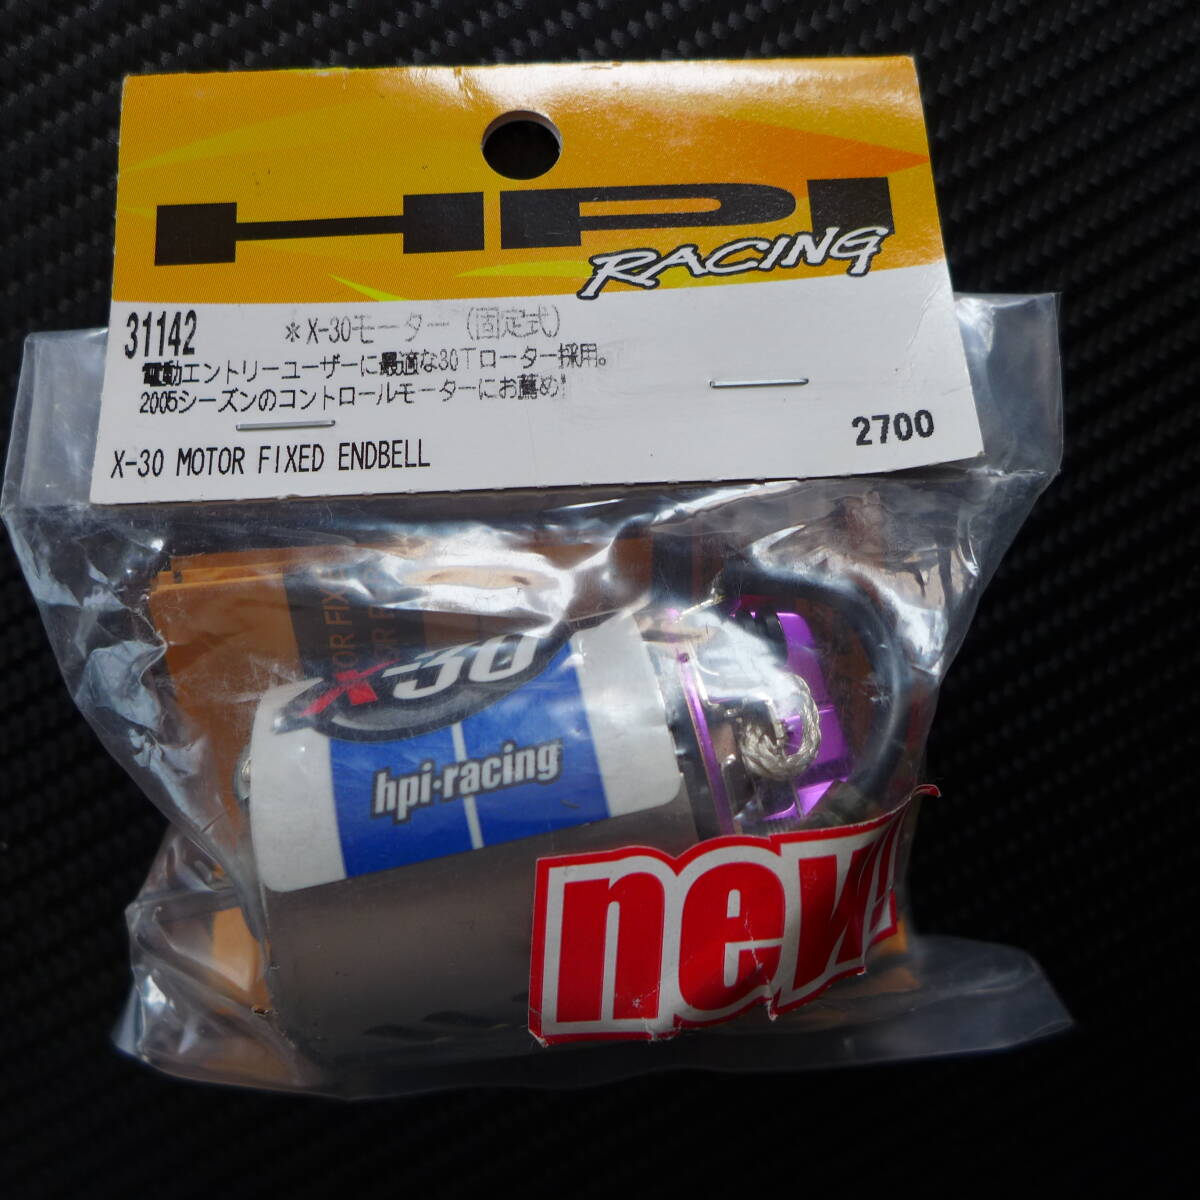 HPI
RACING
31142 *X-30モーター(固定式)
電動エントリーユーザーに最適な30Tローター採用。
2005シーズンのコントロールモーターにお薦め!
2700
X-30 MOTOR FIXED ENDBELL
X-30
hpi·racing
new!